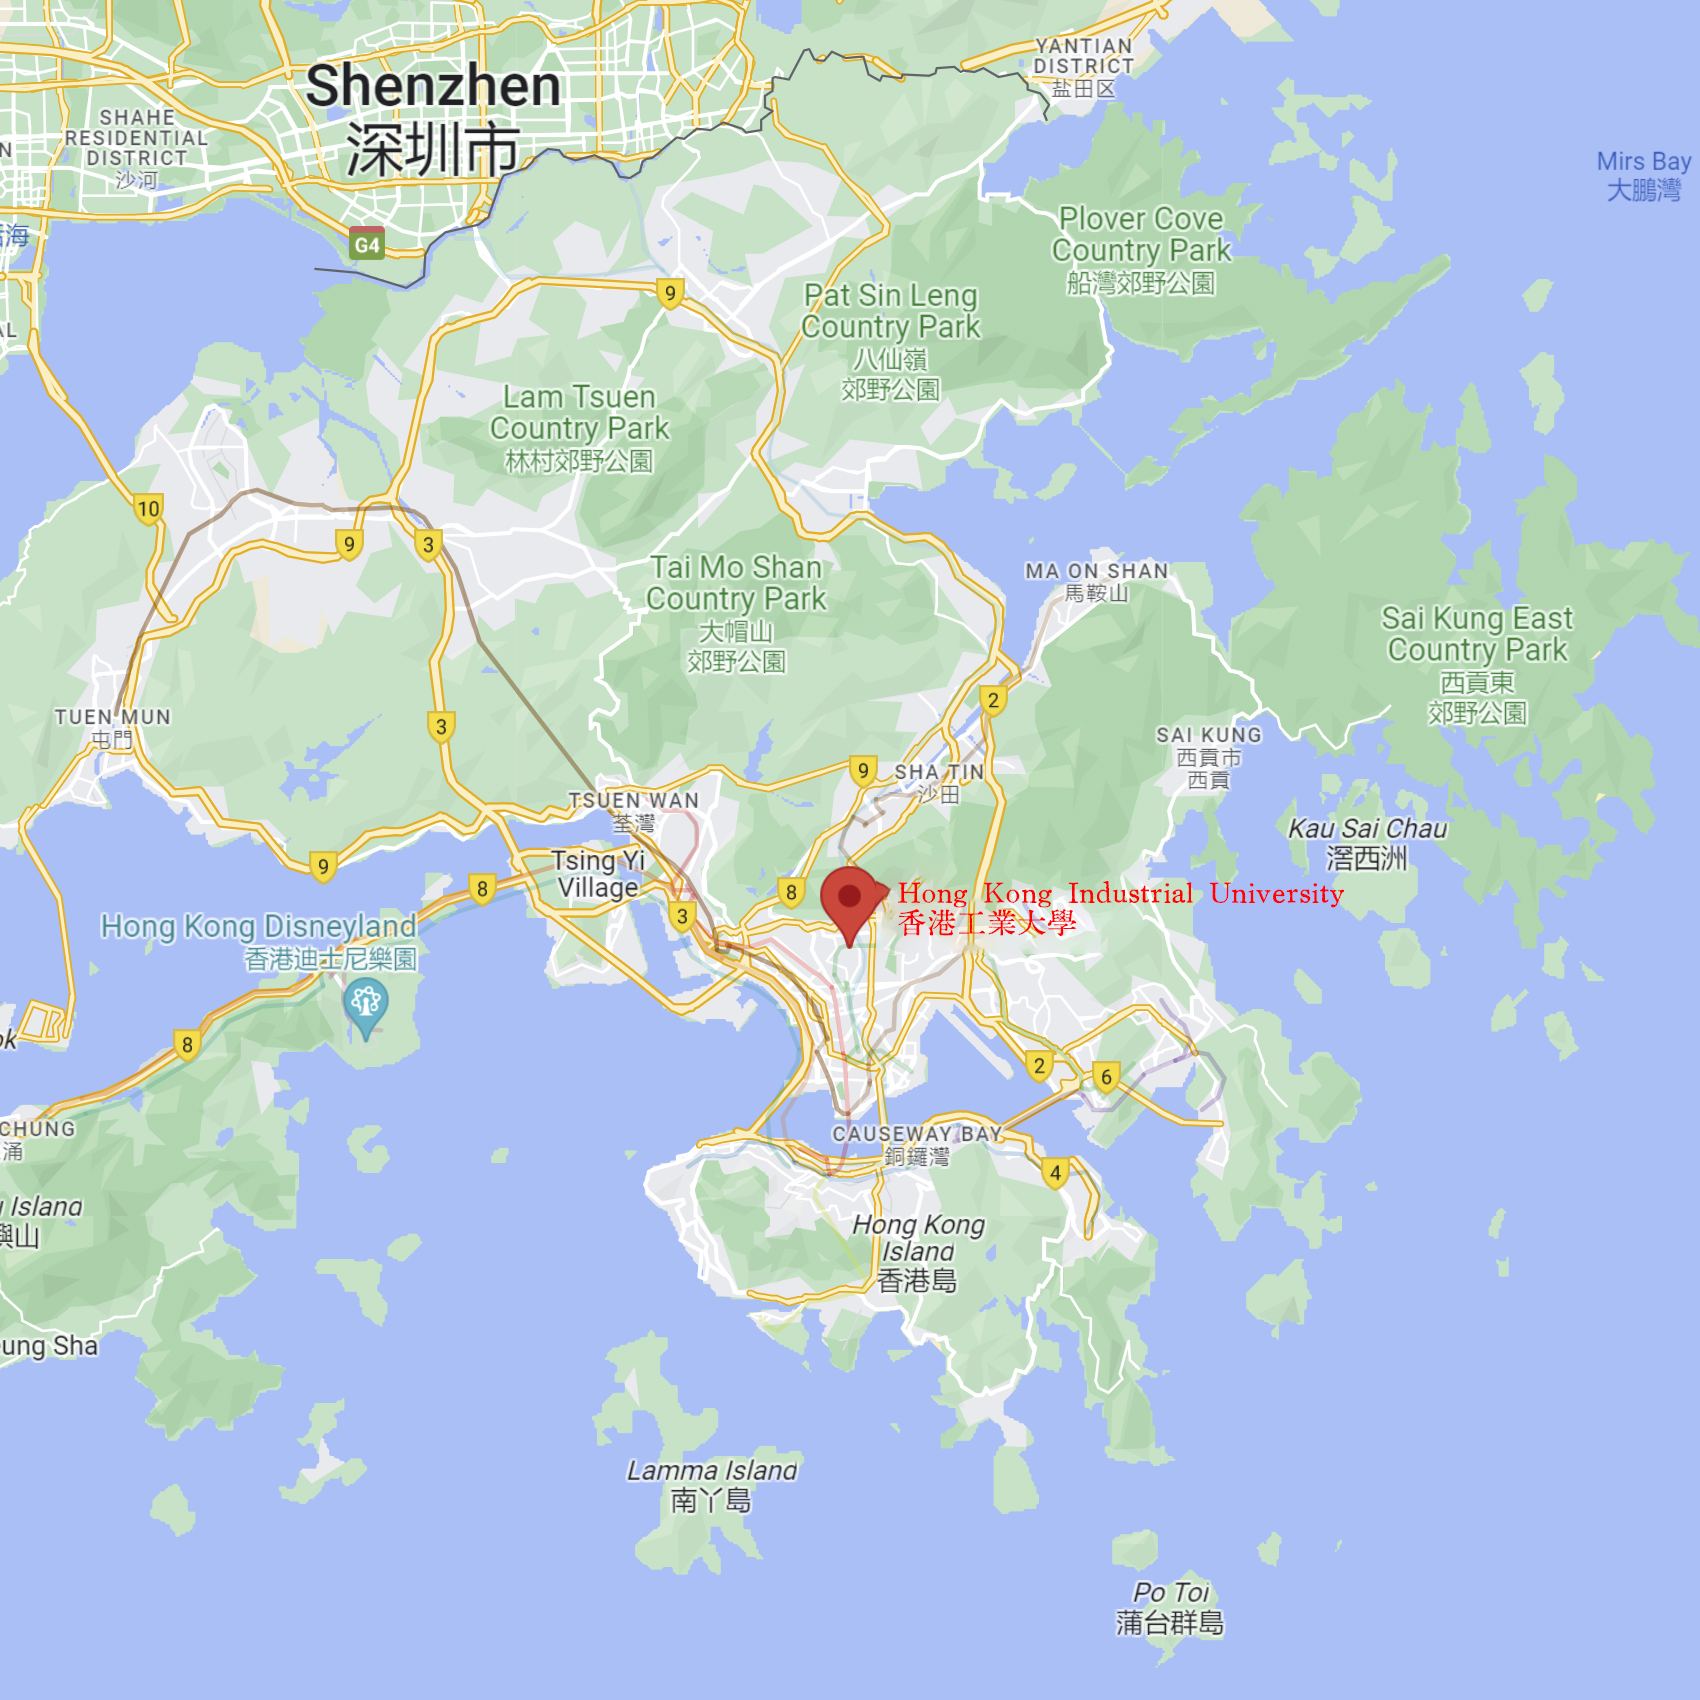 YANTIAN
DISTRICT
盐田区
Shenzhen
深圳市
SHAHE
RESIDENTIAL
DISTRICT
沙河
N
Mirs Bay
大鵬灣
海
G4
Plover Cove
Country Park
船灣郊野公園
Pat Sin Leng
Country Park
八仙嶺
郊野公園
9
AL
Lam Tsuen
Country Park
林村郊野公園
10
9
3
Tai Mo Shan
Country Park
大帽山
郊野公園
MA ON SHAN
馬鞍山
Sai Kung East
Country Park
西貢東
郊野公園
2
TUEN MUN
屯門
3
SAI KUNG
西貢市
西貢
9
SHA TIN
沙田
TSUEN WAN
荃灣
Kau Sai Chau
滘西洲
9
Tsing Yi
Village
8
8
3
Hong Kong Industrial University
香港工業大學
Hong Kong Disneyland
香港迪士尼樂園
ok
8
2
6
CHUNG
涌
CAUSEWAY BAY
銅鑼灣
4
Island
嶼山
Hong Kong
Island
香港島
ung Sha
Lamma Island
南丫島
Po Toi
蒲台群島